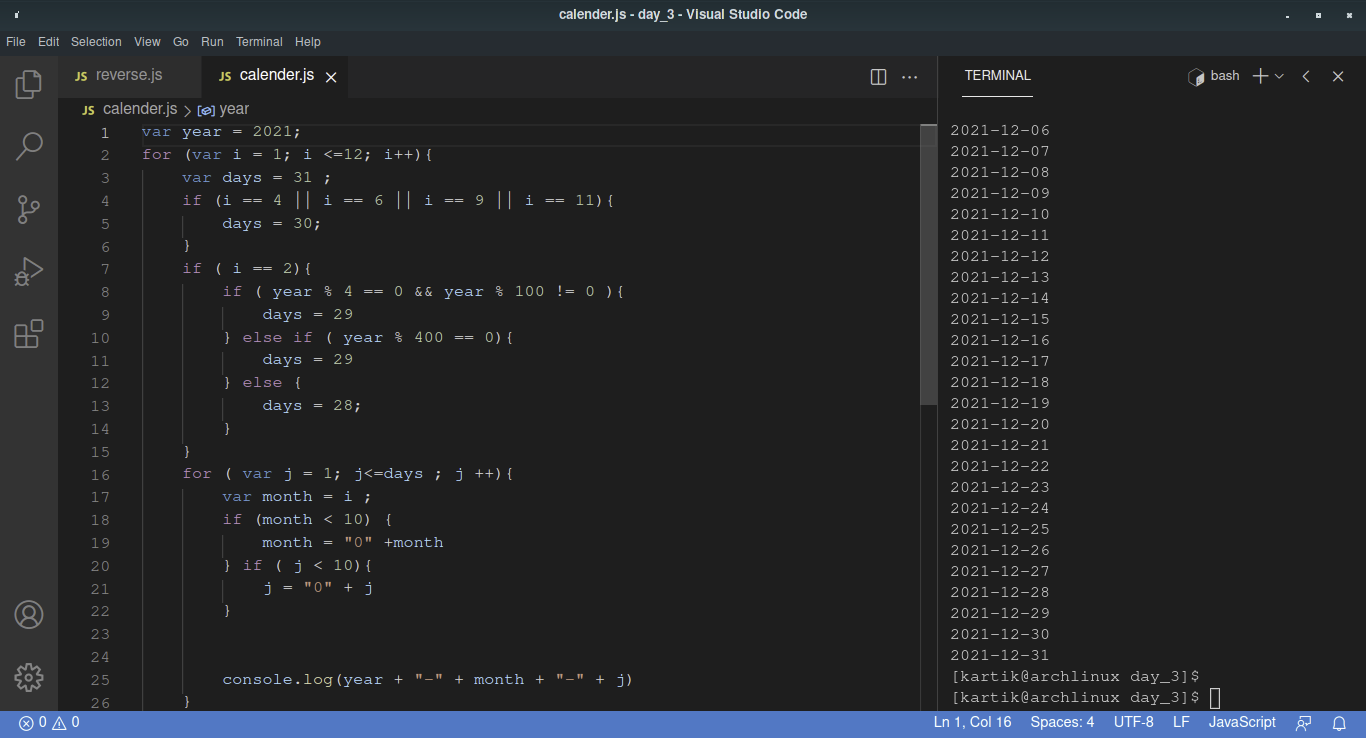 calender.js - day_3 - Visual Studio Code
File Edit Selection View Go Run Terminal Help
JS reverse.js JS calender.js
JS calender.js > year
1 var year = 2021;
2 for (var i = 1; i <=12; i++){
3 var days = 31 ;
4 if (i == 4 || i == 6 || i == 9 || i == 11){
5 days = 30;
6 }
7 if ( i == 2){
8 if ( year % 4 == 0 && year % 100 != 0 ){
9 days = 29
10 } else if ( year % 400 == 0){
11 days = 29
12 } else {
13 days = 28;
14 }
15 }
16 for ( var j = 1; j<=days ; j ++){
17 var month = i ;
18 if (month < 10) {
19 month = "0" +month
20 } if ( j < 10){
21 j = "0" + j
22 }
23
24
25 console.log(year + "-" + month + "-" + j)
26 }
TERMINAL
bash
2021-12-06
2021-12-07
2021-12-08
2021-12-09
2021-12-10
2021-12-11
2021-12-12
2021-12-13
2021-12-14
2021-12-15
2021-12-16
2021-12-17
2021-12-18
2021-12-19
2021-12-20
2021-12-21
2021-12-22
2021-12-23
2021-12-24
2021-12-25
2021-12-26
2021-12-27
2021-12-28
2021-12-29
2021-12-30
2021-12-31
[kartik@archlinux day_3]$
[kartik@archlinux day_3]$
0 0 Ln 1, Col 16 Spaces: 4 UTF-8 LF JavaScript